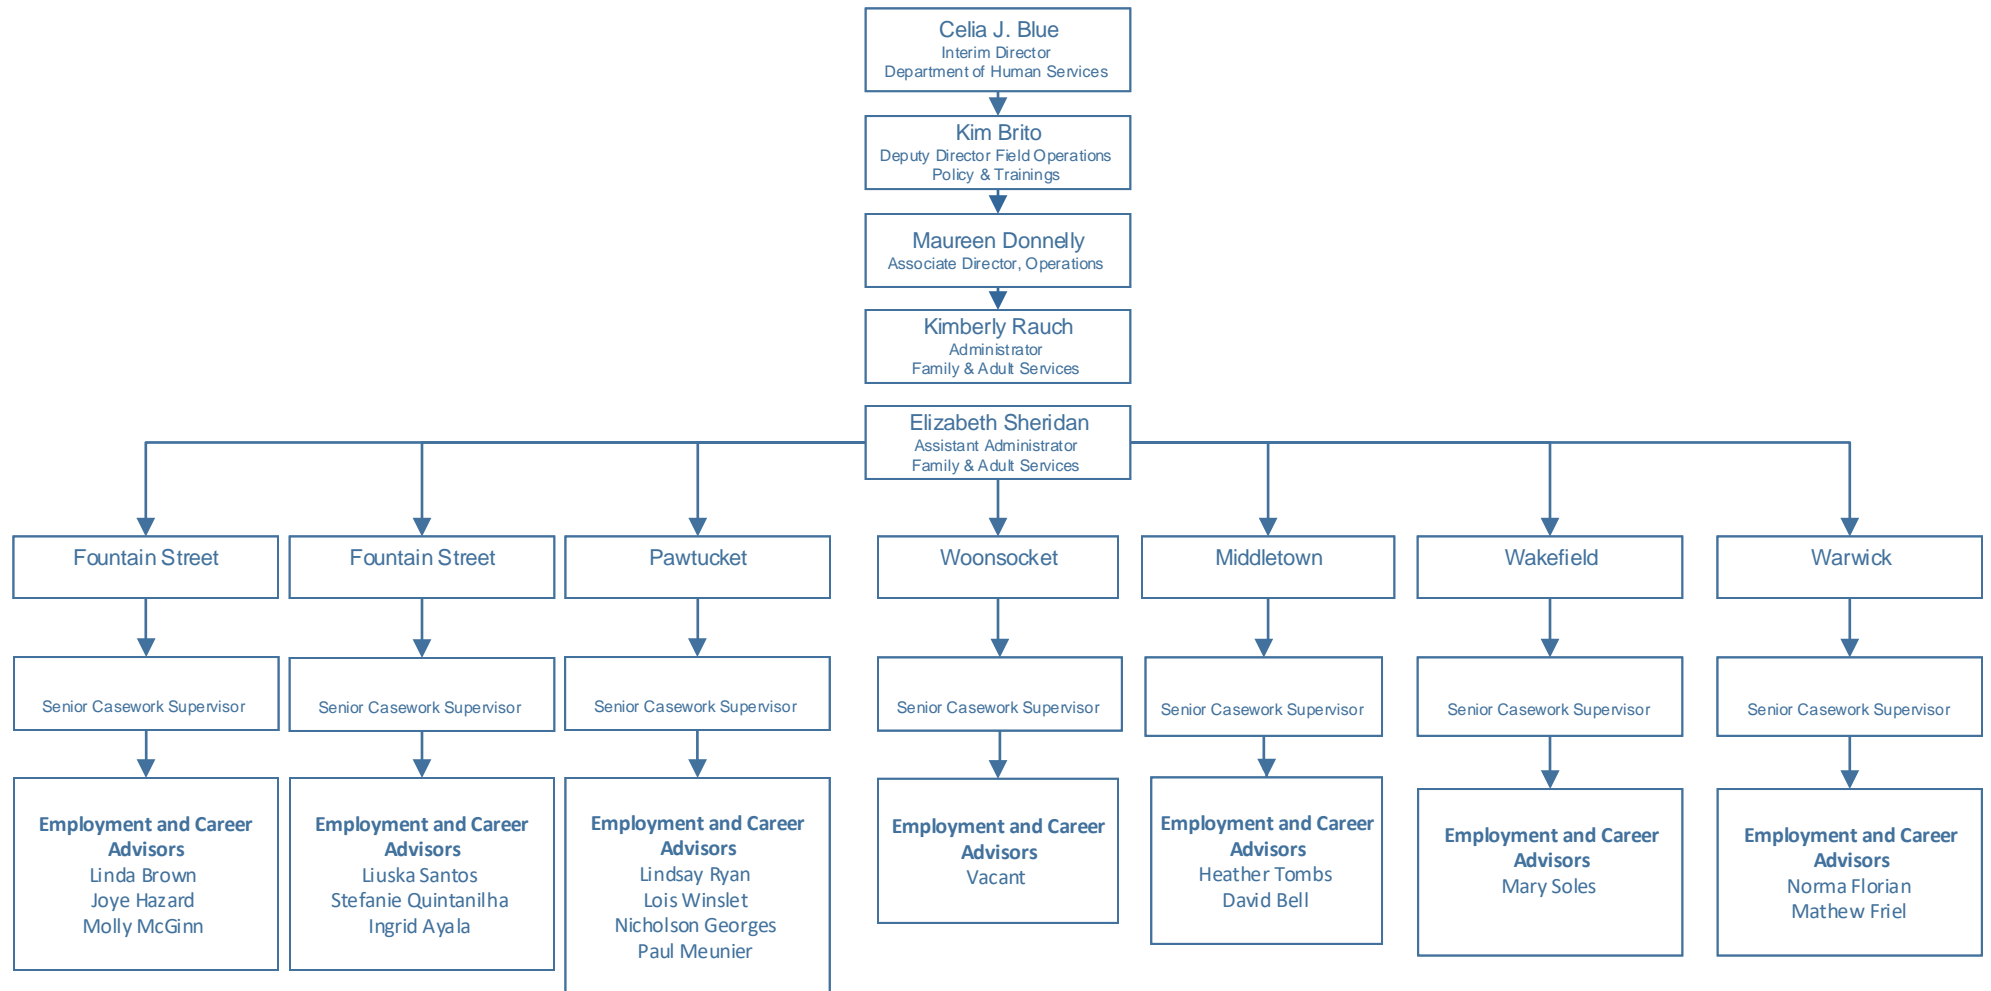 Celia J. Blue
Interim Director
Department of Human Services
Kim Brito
Deputy Director Field Operations
Policy & Trainings
Maureen Donnelly
Associate Director, Operations
Kimberly Rauch
Administrator
Family & Adult Services
Elizabeth Sheridan
Assistant Administrator
Family & Adult Services
Fountain Street
Fountain Street
Pawtucket
Woonsocket
Middletown
Wakefield
Warwick
Senior Casework Supervisor
Senior Casework Supervisor
Senior Casework Supervisor
Senior Casework Supervisor
Senior Casework Supervisor
Senior Casework Supervisor
Senior Casework Supervisor
Employment and Career
Advisors
Linda Brown
Joye Hazard
Molly McGinn
Employment and Career
Advisors
Liuska Santos
Stefanie Quintanilha
Ingrid Ayala
Employment and Career
Advisors
Lindsay Ryan
Lois Winslet
Nicholson Georges
Paul Meunier
Employment and Career
Advisors
Vacant
Employment and Career
Advisors
Heather Tombs
David Bell
Employment and Career
Advisors
Mary Soles
Employment and Career
Advisors
Norma Florian
Mathew Friel